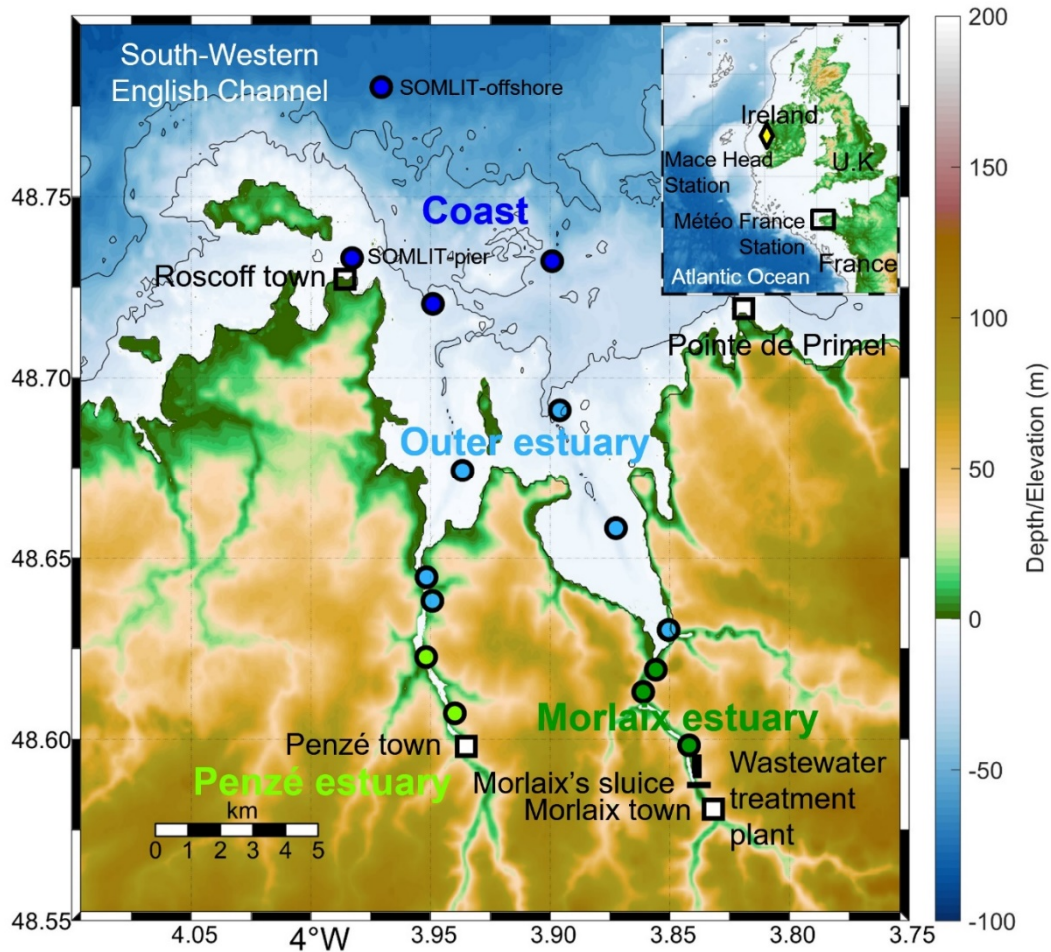 South-Western
English Channel
SOMLIT-offshore
Ireland
Mace Head
Station
U.K
Météo France
Station
France
Atlantic Ocean
Coast
SOMLIT-pier
Roscoff town
Pointe de Primel
Outer estuary
Morlaix estuary
Penzé town
Penzé estuary
Morlaix's sluice
Morlaix town
Wastewater
treatment
plant
km
0 1 2 3 4 5
48.75
48.70
48.65
48.60
48.55
4.05
4°W
3.95
3.90
3.85
3.80
3.75
200
150
100
50
0
-50
-100
Depth/Elevation (m)